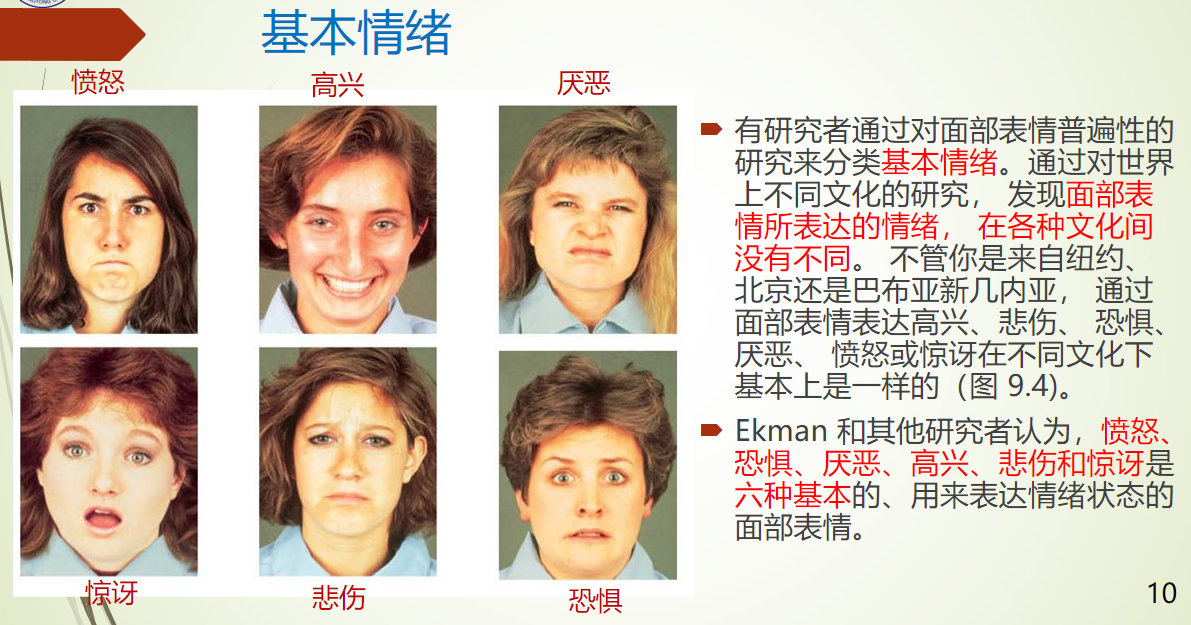 基本情绪
愤怒
高兴
厌恶
惊讶
悲伤
恐惧
有研究者通过对面部表情普遍性的
研究来分类基本情绪。通过对世界
上不同文化的研究， 发现面部表
情所表达的情绪， 在各种文化间
没有不同。 不管你是来自纽约、
北京还是巴布亚新几内亚， 通过
面部表情表达高兴、悲伤、 恐惧、
厌恶、 愤怒或惊讶在不同文化下
基本上是一样的（图 9.4)。
Ekman 和其他研究者认为，愤怒、
恐惧、厌恶、高兴、悲伤和惊讶是
六种基本的、用来表达情绪状态的
面部表情。
10